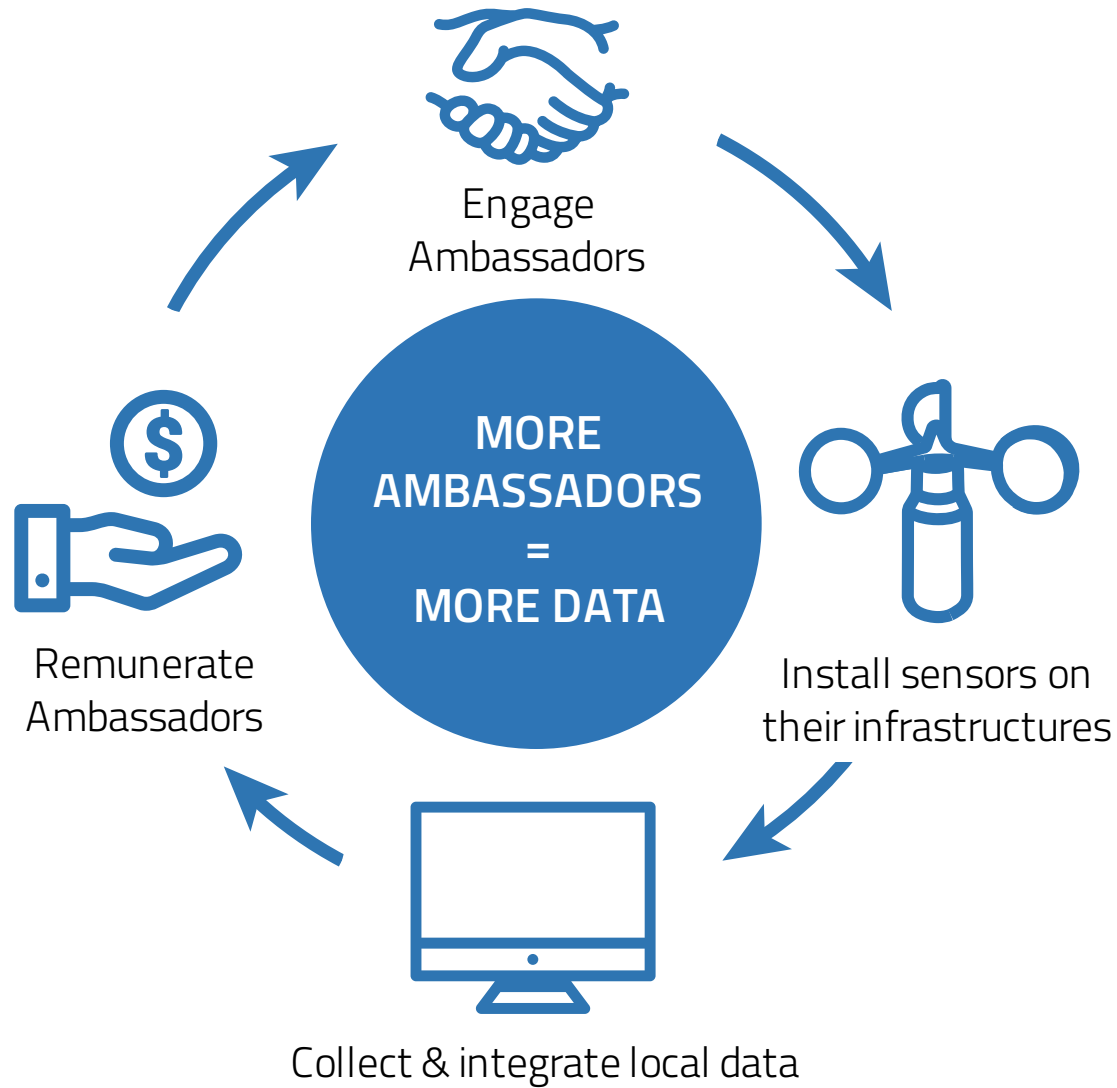 Engage
Ambassadors
MORE
AMBASSADORS
=
MORE DATA
Install sensors on
their infrastructures
Collect & integrate local data
Remunerate
Ambassadors
$